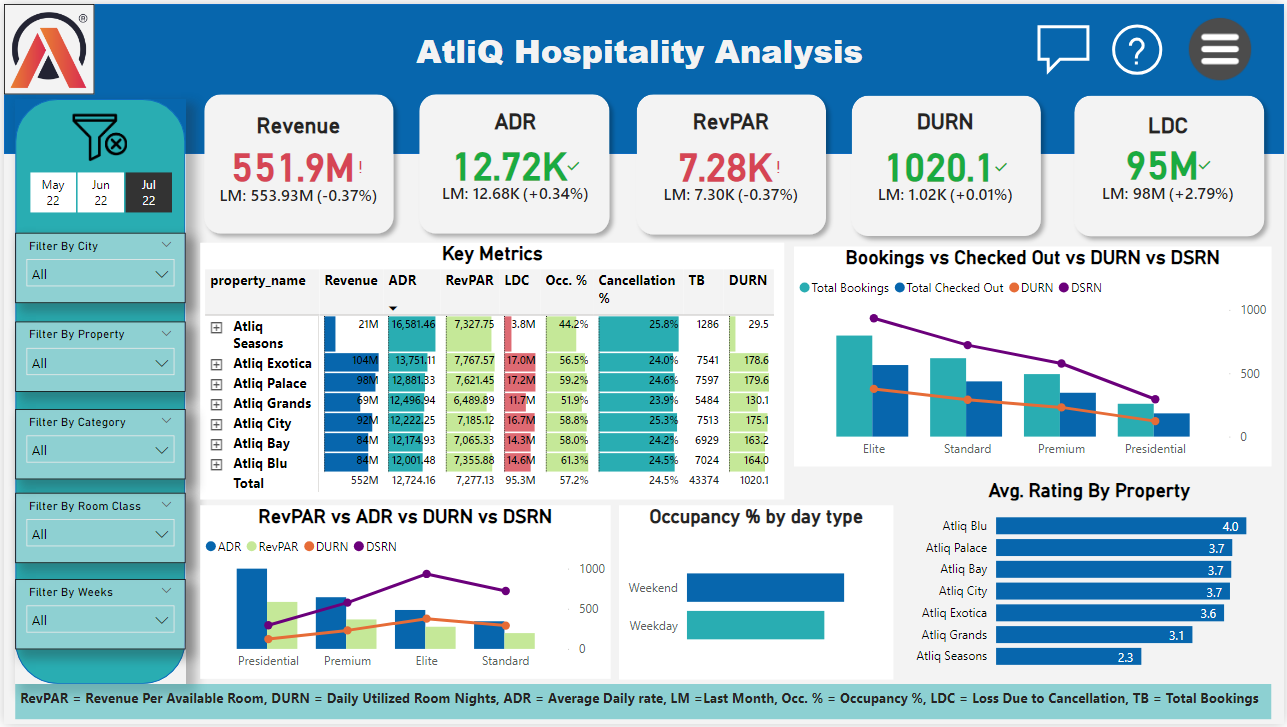 AtliQ Hospitality Analysis
®
?
May 22
Jun 22
Jul 22
Filter By City
All
Filter By Property
All
Filter By Category
All
Filter By Room Class
All
Filter By Weeks
All
Revenue
551.9M!
LM: 553.93M (-0.37%)
ADR
12.72K
LM: 12.68K (+0.34%)
RevPAR
7.28K!
LM: 7.30K (-0.37%)
DURN
1020.1
LM: 1.02K (+0.01%)
LDC
95M
LM: 98M (+2.79%)
Key Metrics
property_name Revenue ADR RevPAR LDC Occ. % Cancellation % TB DURN
Atliq Seasons 21M 16,581.46 7,327.75 3.8M 44.2% 25.8% 1286 29.5
Atliq Exotica 104M 13,751.11 7,767.57 17.0M 56.5% 24.0% 7541 178.6
Atliq Palace 98M 12,881.33 7,621.45 17.2M 59.2% 24.6% 7597 179.6
Atliq Grands 69M 12,496.94 6,489.89 11.7M 51.9% 23.9% 5484 130.1
Atliq City 92M 12,222.25 7,185.12 16.7M 58.8% 25.3% 7513 175.1
Atliq Bay 84M 12,174.93 7,065.33 14.3M 58.0% 24.2% 6929 163.2
Atliq Blu 84M 12,001.48 7,355.88 14.6M 61.3% 24.5% 7024 164.0
Total 552M 12,724.16 7,277.13 95.3M 57.2% 24.5% 43374 1020.1
Bookings vs Checked Out vs DURN vs DSRN
Total Bookings Total Checked Out DURN DSRN
1000
500
0
Elite Standard Premium Presidential
RevPAR vs ADR vs DURN vs DSRN
ADR RevPAR DURN DSRN
1000
500
0
Presidential Premium Elite Standard
Occupancy % by day type
Weekend
Weekday
Avg. Rating By Property
Atliq Blu 4.0
Atliq Palace 3.7
Atliq Bay 3.7
Atliq City 3.7
Atliq Exotica 3.6
Atliq Grands 3.1
Atliq Seasons 2.3
RevPAR = Revenue Per Available Room, DURN = Daily Utilized Room Nights, ADR = Average Daily rate, LM =Last Month, Occ. % = Occupancy %, LDC = Loss Due to Cancellation, TB = Total Bookings